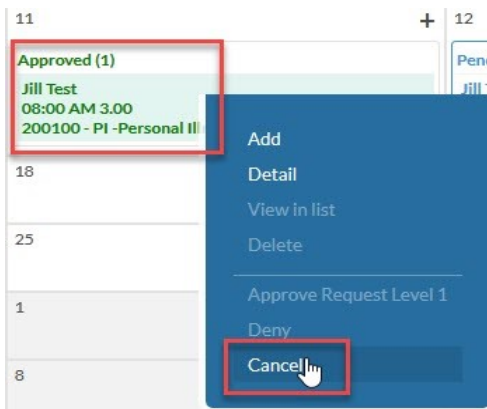 11 + 12
Approved (1)
Jill Test
08:00 AM 3.00
200100 - PI -Personal
18
25
1
8
Add
Detail
View in list
Delete
Approve Request Level 1
Deny
Cancel